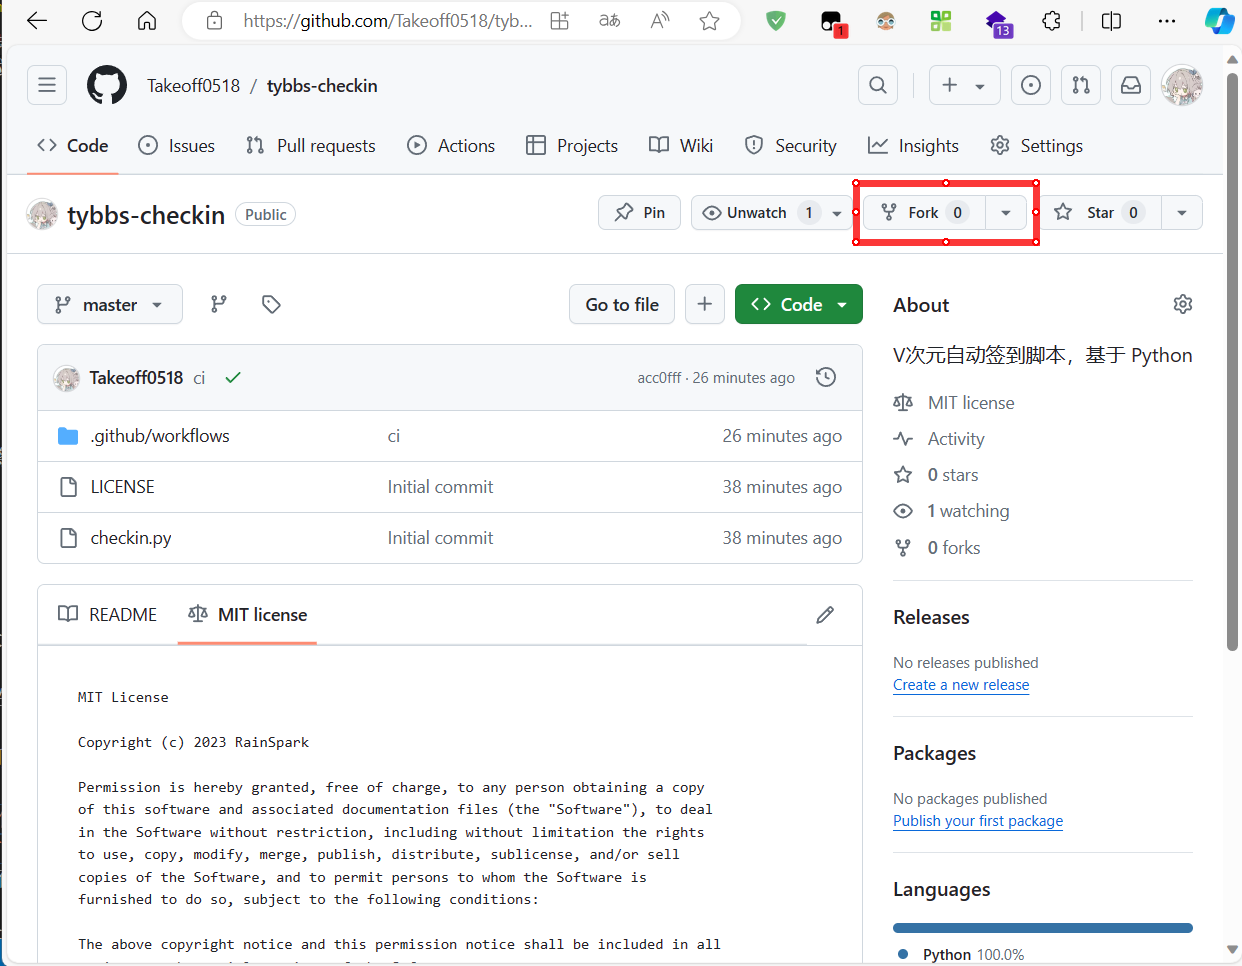 https://github.com/Takeoff0518/tyb...
1
13
Takeoff0518 / tybbs-checkin
Code Issues Pull requests Actions Projects Wiki Security Insights Settings
tybbs-checkin Public
Pin Unwatch 1 Fork 0 Star 0
master Go to file Code
Takeoff0518 ci acc0fff · 26 minutes ago
.github/workflows ci 26 minutes ago
LICENSE Initial commit 38 minutes ago
checkin.py Initial commit 38 minutes ago
README MIT license
MIT License
Copyright (c) 2023 RainSpark
Permission is hereby granted, free of charge, to any person obtaining a copy
of this software and associated documentation files (the "Software"), to deal
in the Software without restriction, including without limitation the rights
to use, copy, modify, merge, publish, distribute, sublicense, and/or sell
copies of the Software, and to permit persons to whom the Software is
furnished to do so, subject to the following conditions:
The above copyright notice and this permission notice shall be included in all
About
V次元自动签到脚本，基于 Python
MIT license
Activity
0 stars
1 watching
0 forks
Releases
No releases published
Create a new release
Packages
No packages published
Publish your first package
Languages
Python 100.0%